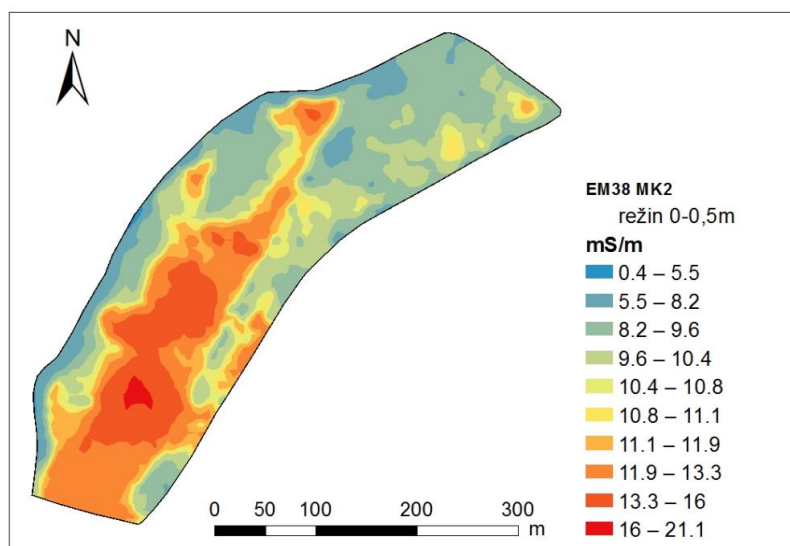 N
EM38 MK2
režin 0-0,5m
mS/m
0.4 – 5.5
5.5 – 8.2
8.2 – 9.6
9.6 – 10.4
10.4 – 10.8
10.8 – 11.1
11.1 – 11.9
11.9 – 13.3
13.3 – 16
16 – 21.1
0 50 100 200 300
m